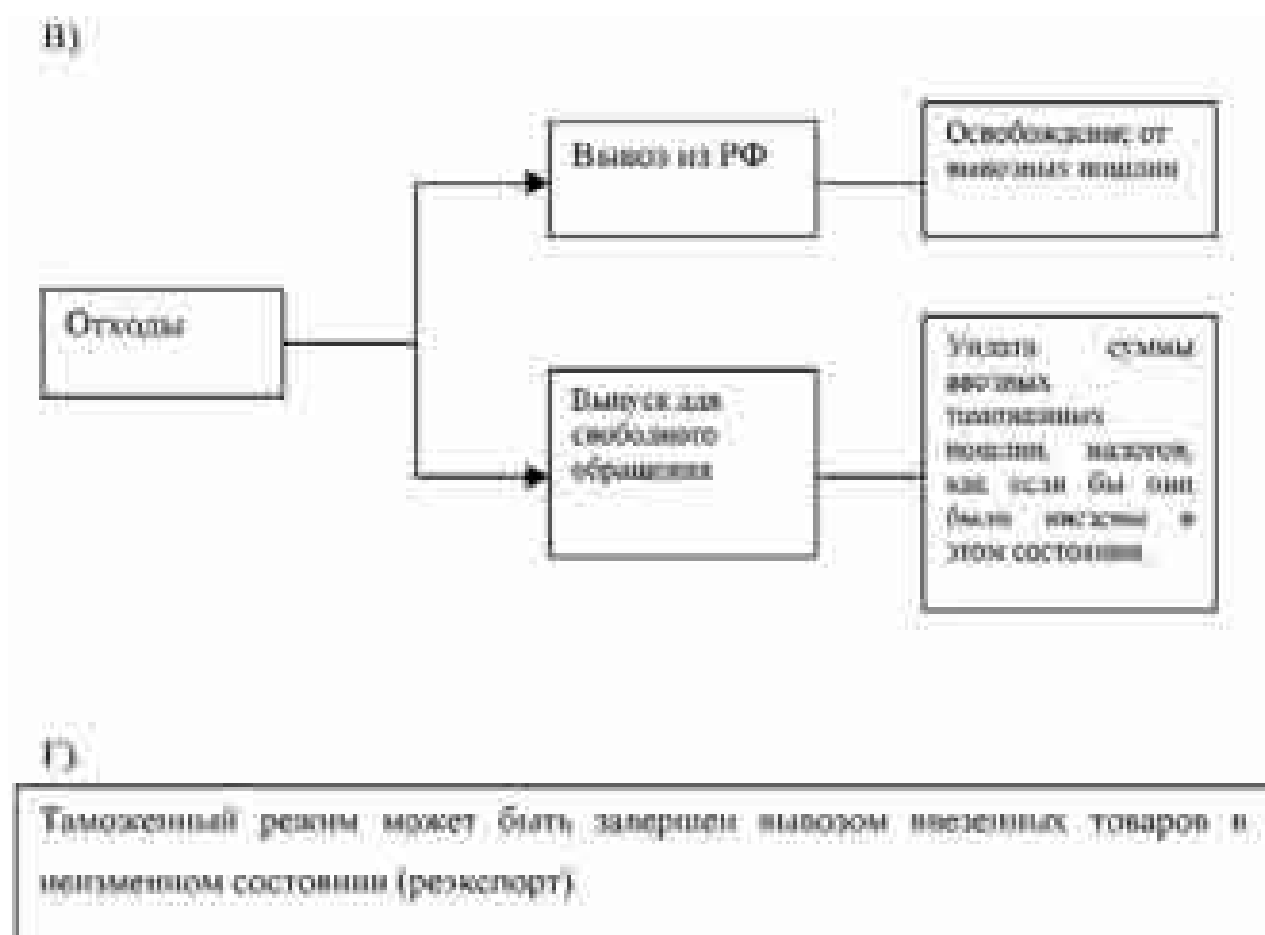 В)
Вывоз из РФ
Освобождение от
вывозных пошлин
Отходы
Выпуск для
свободного
обращения
Уплата суммы
ввозных
таможенных
пошлин, налогов,
как если бы они
были ввезены в
этом состоянии.
Г)
Таможенный режим может быть завершен вывозом ввезенных товаров в
неизменном состоянии (реэкспорт)